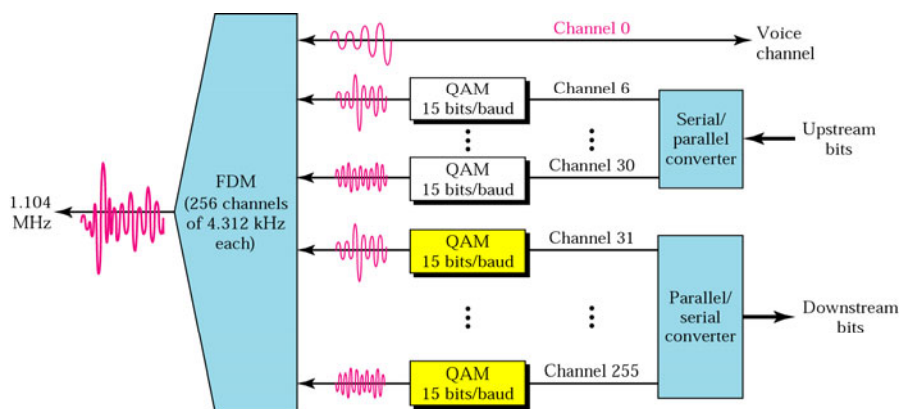 Channel 0
Voice
channel
QAM
15 bits/baud
Channel 6
Serial/
parallel
converter
Upstream
bits
QAM
15 bits/baud
Channel 30
1.104
MHz
FDM
(256 channels
of 4.312 kHz
each)
QAM
15 bits/baud
Channel 31
Parallel/
serial
converter
Downstream
bits
QAM
15 bits/baud
Channel 255